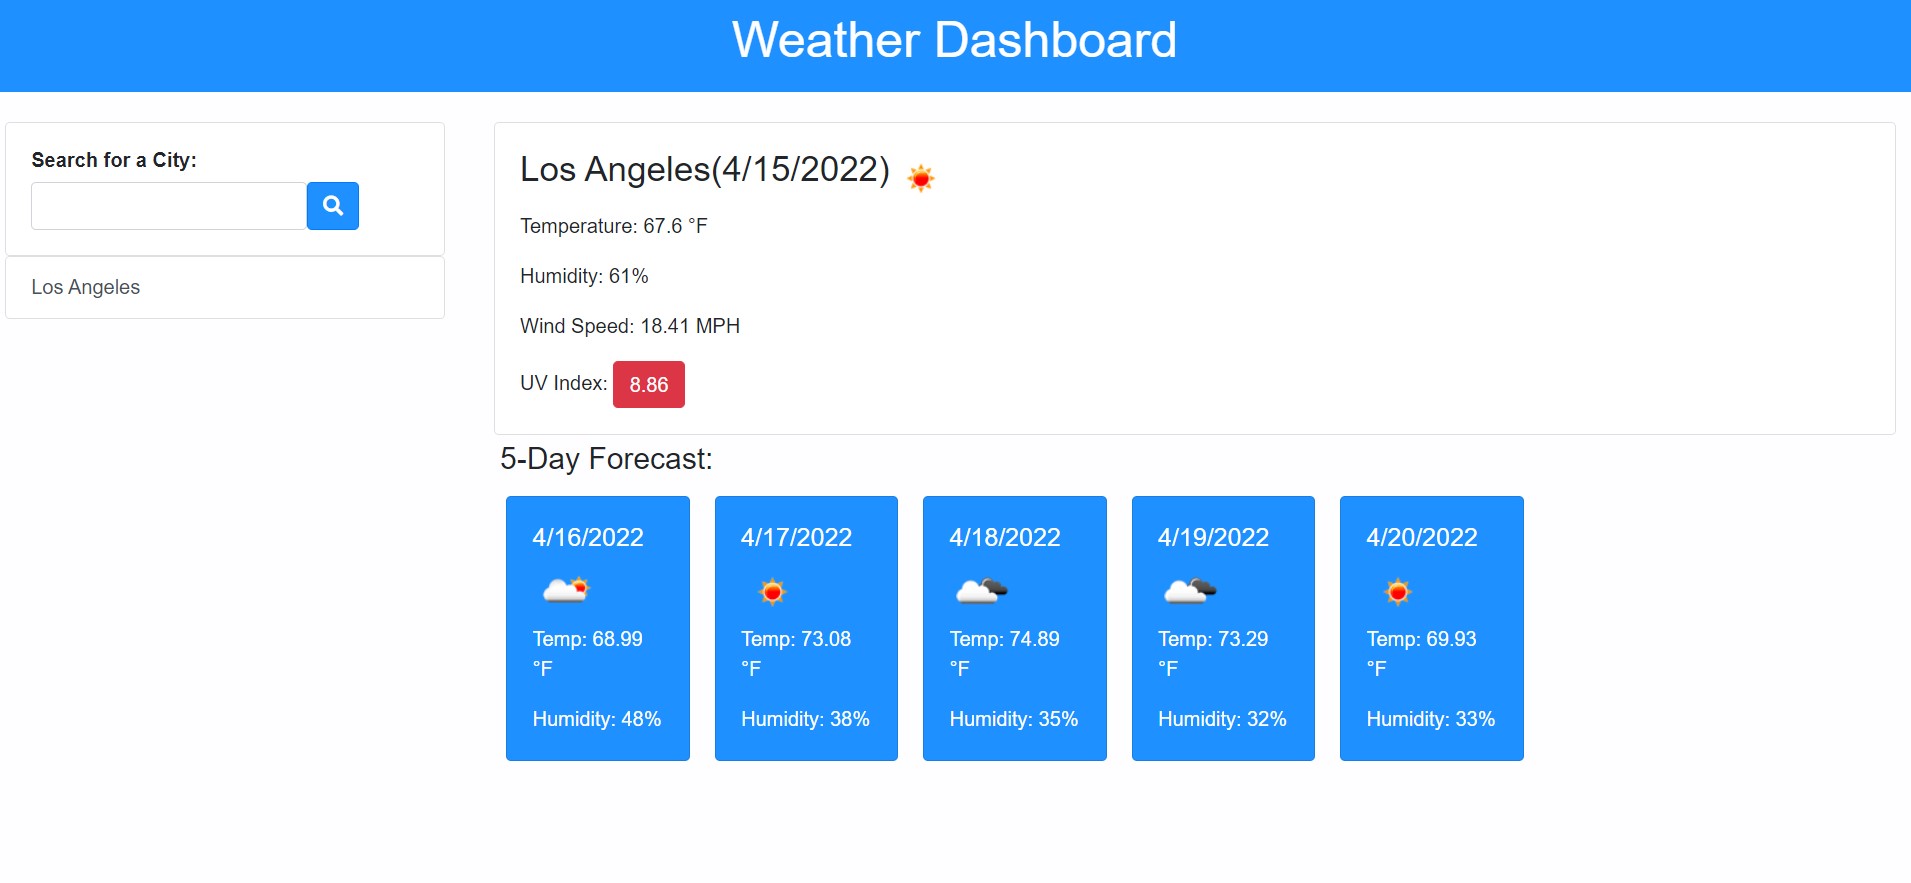 Weather Dashboard
Search for a City:
Los Angeles
Los Angeles(4/15/2022)
Temperature: 67.6 °F
Humidity: 61%
Wind Speed: 18.41 MPH
UV Index: 8.86
5-Day Forecast:
4/16/2022
Temp: 68.99
°F
Humidity: 48%
4/17/2022
Temp: 73.08
°F
Humidity: 38%
4/18/2022
Temp: 74.89
°F
Humidity: 35%
4/19/2022
Temp: 73.29
°F
Humidity: 32%
4/20/2022
Temp: 69.93
°F
Humidity: 33%